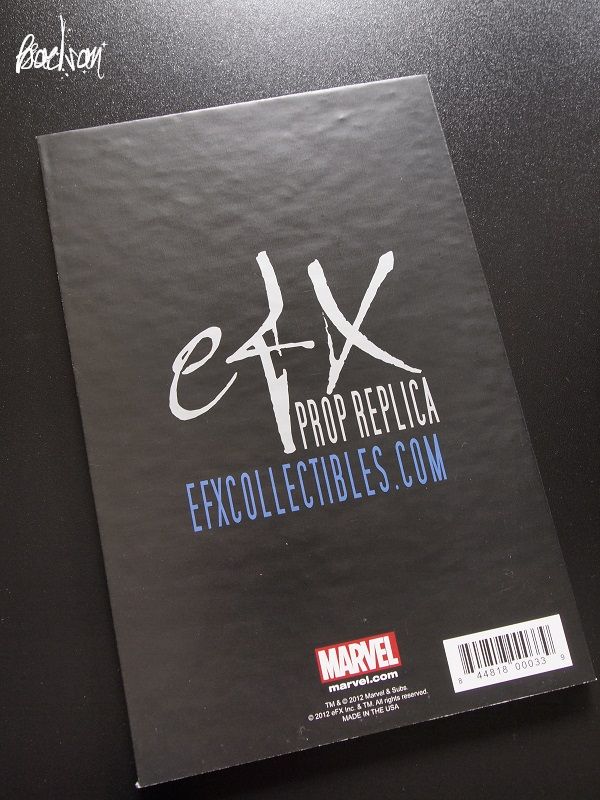 eFX
PROP REPLICA
EFXCOLLECTIBLES.COM
MARVEL
marvel.com
TM & © 2012 Marvel & Subs.
© 2012 eFX Inc. & TM. All rights reserved.
MADE IN THE USA
8 44818 00033 9